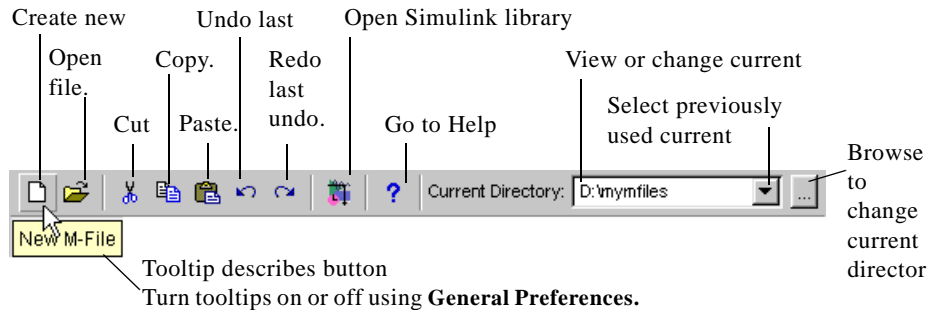 Create new
Undo last
Open Simulink library
Open
file.
Copy.
Redo
last
undo.
View or change current
Cut
Paste.
Go to Help
Select previously
used current
Browse
to
change
current
director
? Current Directory: D:\mymfiles ...
New M-File
Tooltip describes button
Turn tooltips on or off using General Preferences.